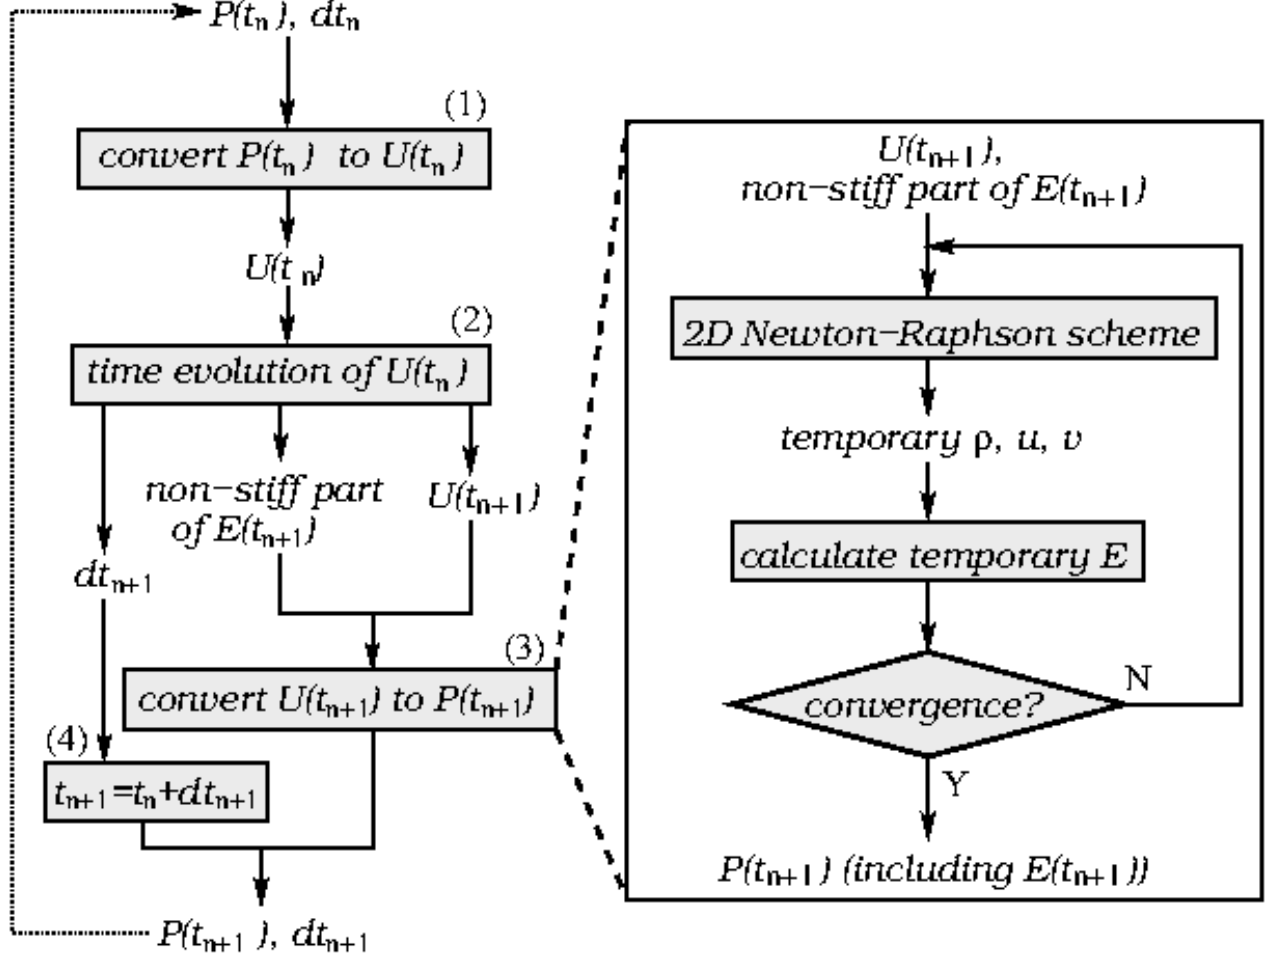 P(tn), dtn
(1)
convert P(tn) to U(tn)
U(tn)
(2)
time evolution of U(tn)
non−stiff part
of E(tn+1)
U(tn+1)
dtn+1
(3)
convert U(tn+1) to P(tn+1)
(4)
tn+1=tn+dtn+1
P(tn+1), dtn+1
U(tn+1),
non−stiff part of E(tn+1)
2D Newton−Raphson scheme
temporary ρ, u, v
calculate temporary E
convergence?
N
Y
P(tn+1) (including E(tn+1))